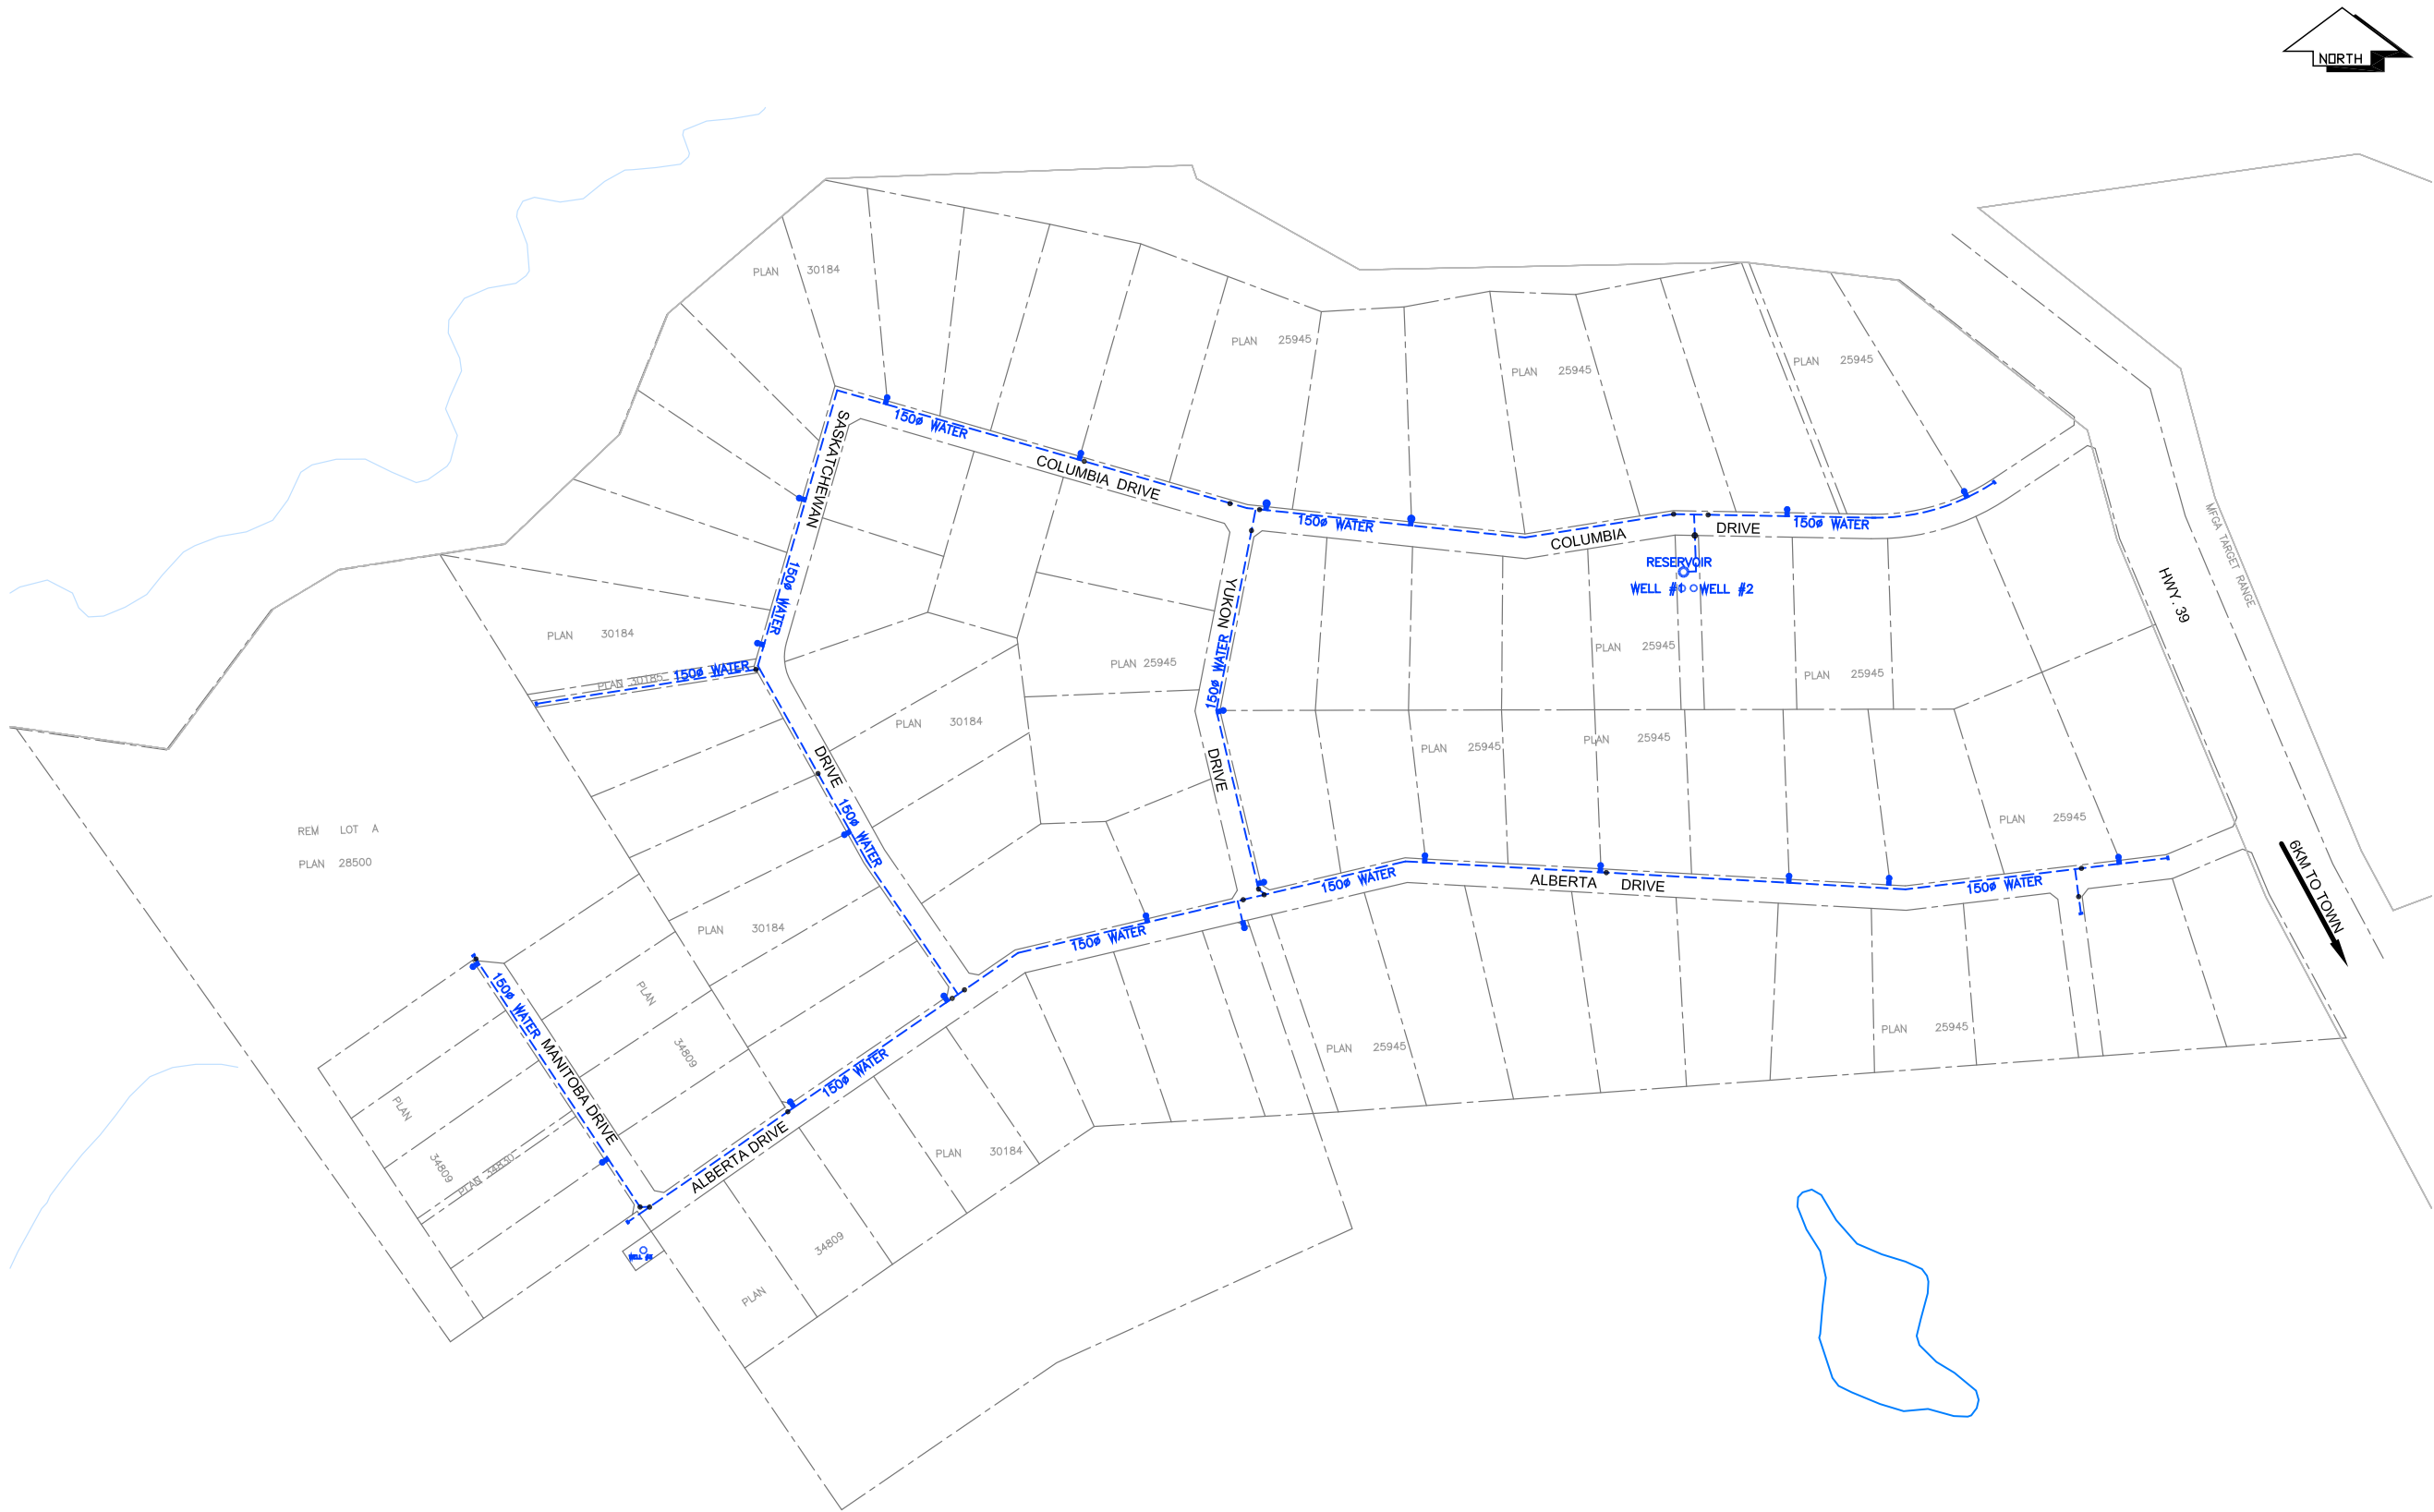 NORTH
PLAN 30184
PLAN 25945
PLAN 25945
PLAN 25945
150ø WATER
SASKATCHEWAN
COLUMBIA DRIVE
150ø WATER
COLUMBIA
DRIVE
150ø WATER
MFGA TARGET RANGE
HWY. 39
RESERVOIR
WELL #1
WELL #2
150ø WATER
YUKON
PLAN 30184
150ø WATER
PLAN 30185
150ø WATER
PLAN 25945
PLAN 25945
PLAN 25945
PLAN 30184
DRIVE
DRIVE
PLAN 25945
PLAN 25945
150ø WATER
REM LOT A
PLAN 28500
PLAN 25945
6KM TO TOWN
150ø WATER
ALBERTA DRIVE
150ø WATER
PLAN 30184
150ø WATER
150ø WATER
MANITOBA DRIVE
PLAN 34809
150ø WATER
PLAN 25945
PLAN 25945
PLAN 34809
PLAN 34830
ALBERTA DRIVE
PLAN 30184
PLAN 34809